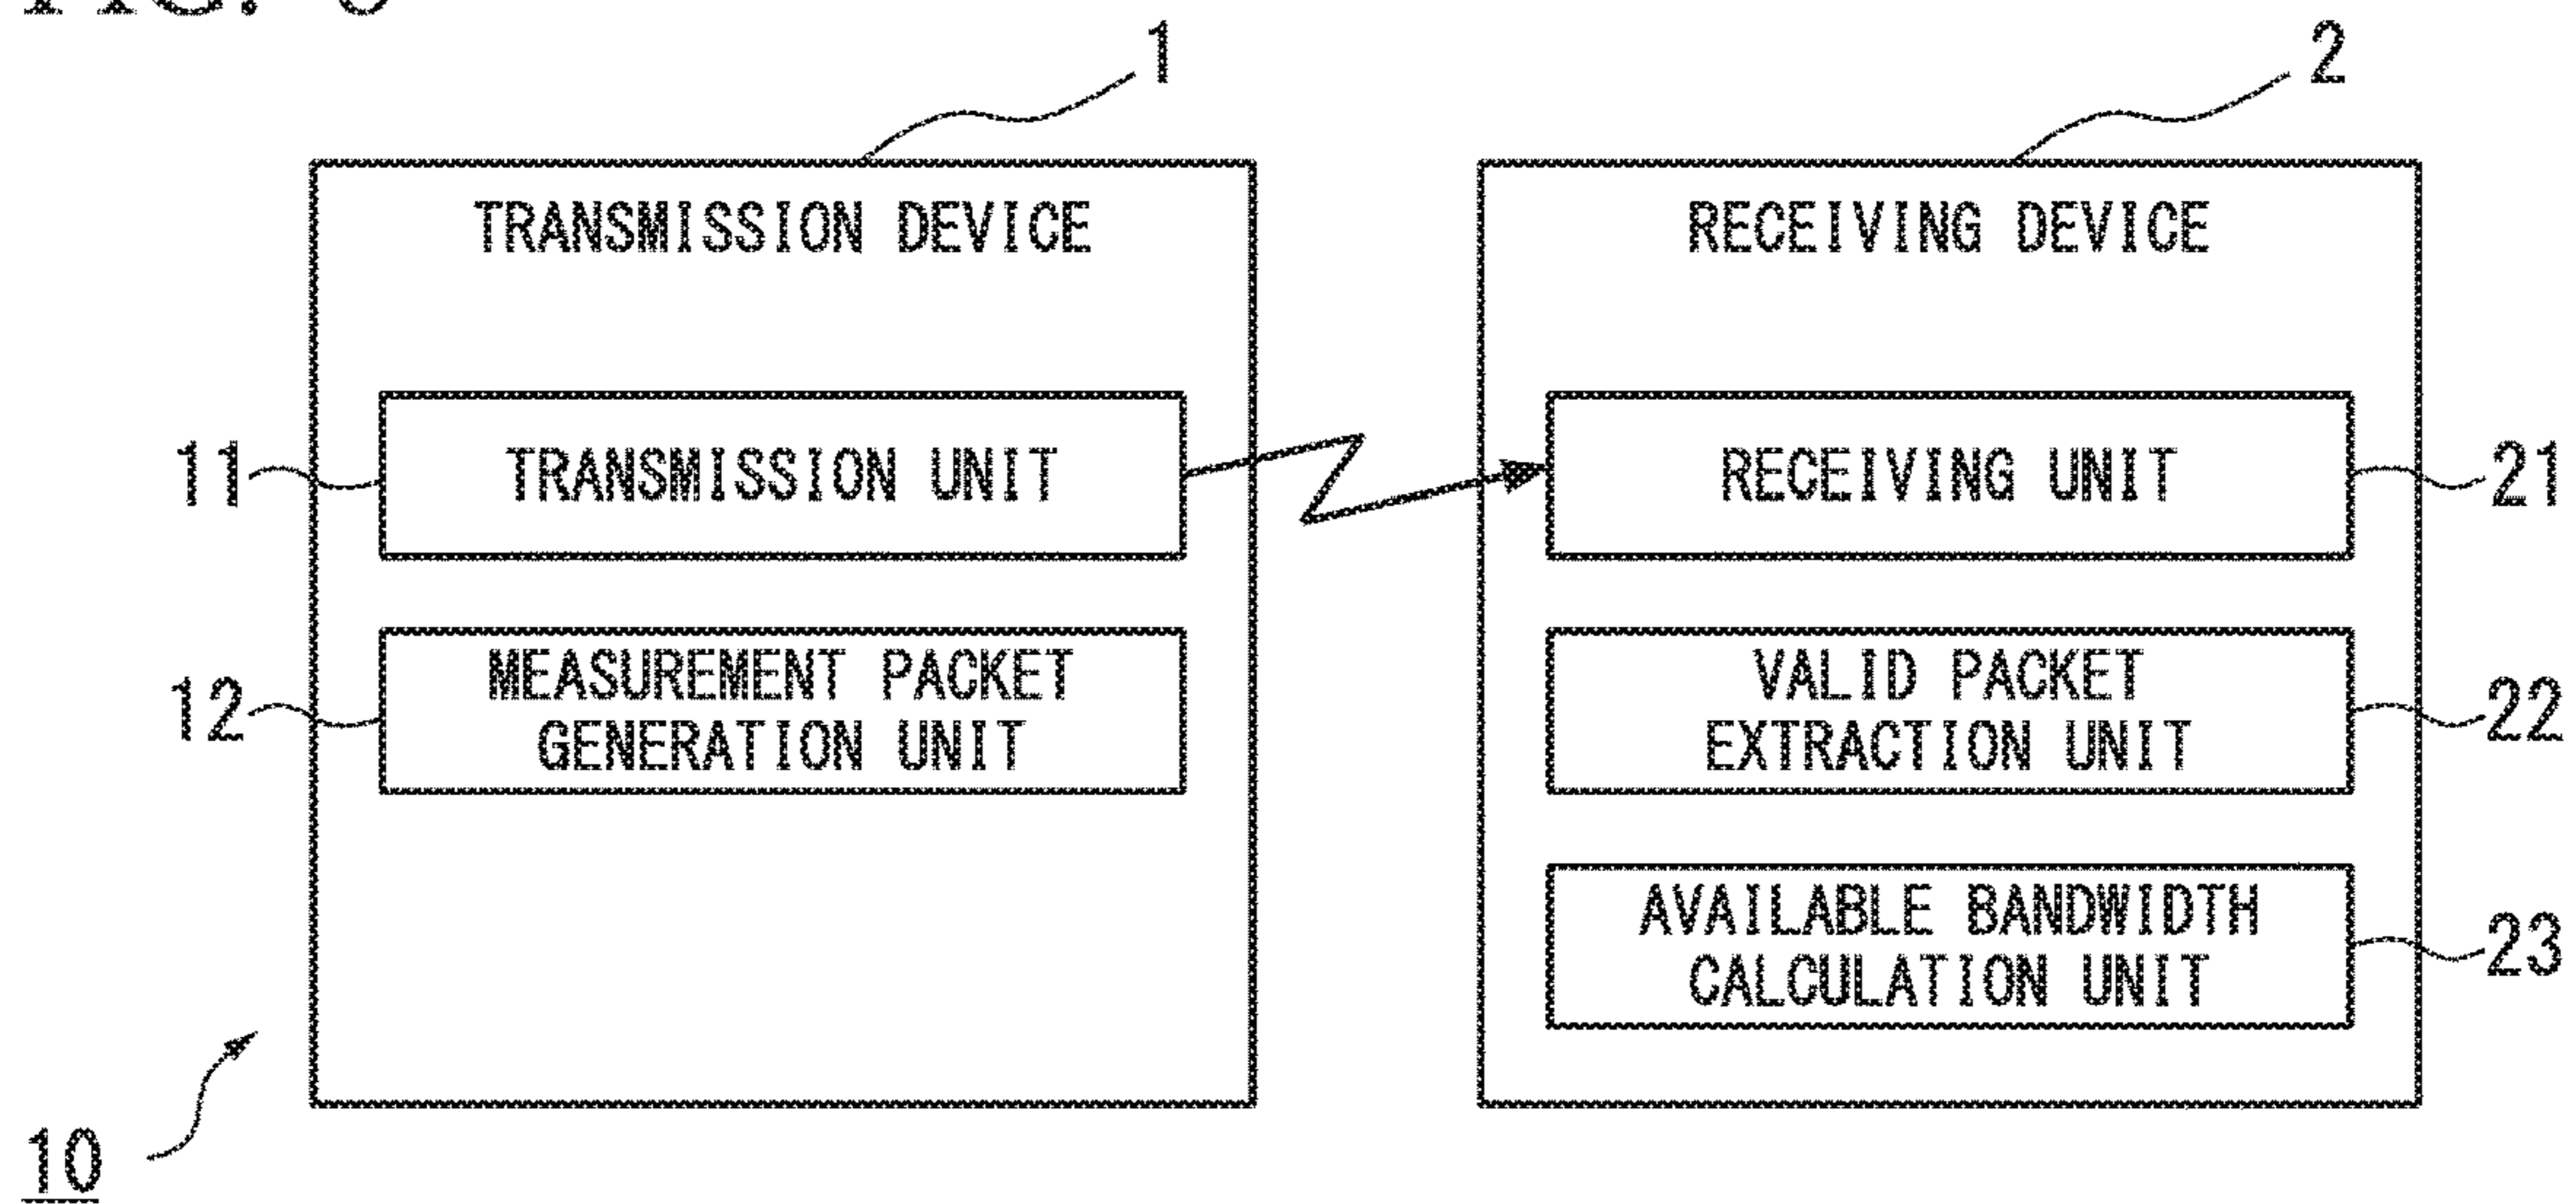 1
2
TRANSMISSION DEVICE
RECEIVING DEVICE
11
TRANSMISSION UNIT
RECEIVING UNIT
21
12
MEASUREMENT PACKET
GENERATION UNIT
VALID PACKET
EXTRACTION UNIT
22
AVAILABLE BANDWIDTH
CALCULATION UNIT
23
10